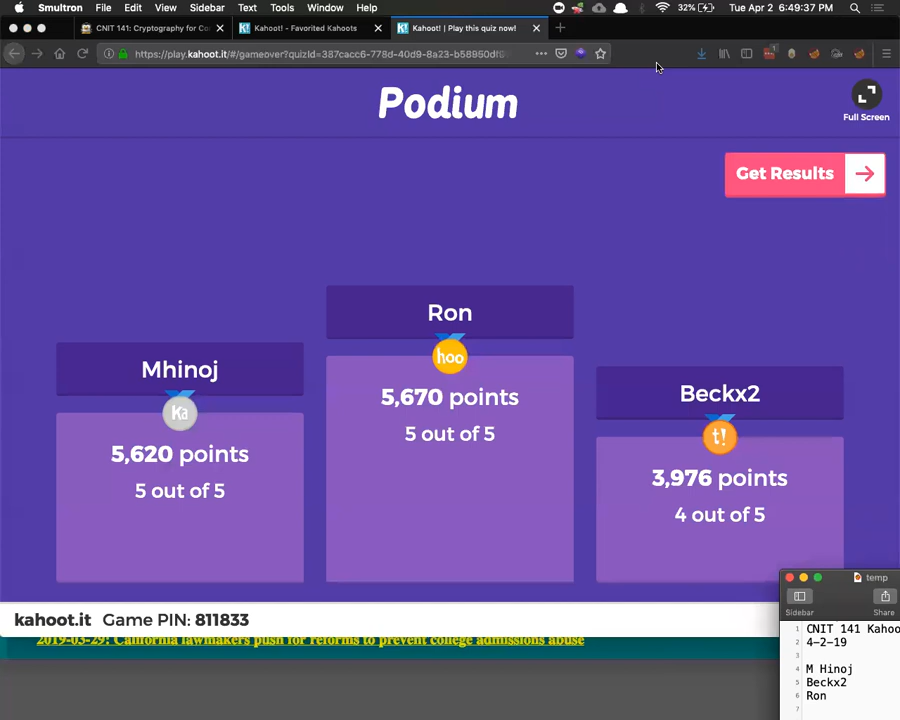 Smultron File Edit View Sidebar Text Tools Window Help 32% Tue Apr 2 6:49:37 PM
CNIT 141: Cryptography for Co Kahoot! - Favorited Kahoots Kahoot! | Play this quiz now!
https://play.kahoot.it/#/gameover?quizId=387cacc6-778d-40d9-8a23-b58950df0
Podium
Full Screen
Get Results
Ron
hoo
5,670 points
5 out of 5
Mhinoj
Ka
5,620 points
5 out of 5
Beckx2
t!
3,976 points
4 out of 5
kahoot.it Game PIN: 811833
2019-03-29: California lawmakers push for reforms to prevent college admissions abuse
temp
Sidebar Share
1 CNIT 141 Kahoo
2 4-2-19
3
4 M Hinoj
5 Beckx2
6 Ron
7